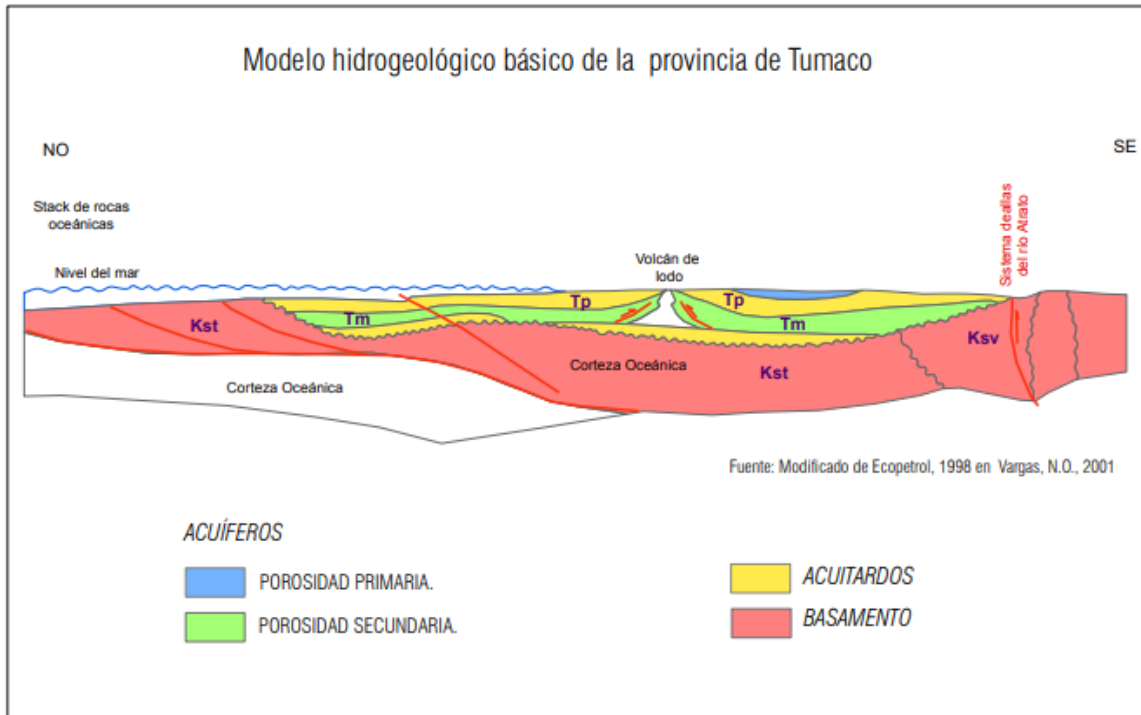 Modelo hidrogeológico básico de la provincia de Tumaco
NO
SE
Stack de rocas
oceánicas
Nivel del mar
Volcán de
lodo
Sistema deallas
del río Atrato
Tp
Tp
Tm
Tm
Kst
Ksv
Corteza Oceánica
Kst
Corteza Oceánica
Fuente: Modificado de Ecopetrol, 1998 en Vargas, N.O., 2001
ACUÍFEROS
POROSIDAD PRIMARIA.
POROSIDAD SECUNDARIA.
ACUITARDOS
BASAMENTO